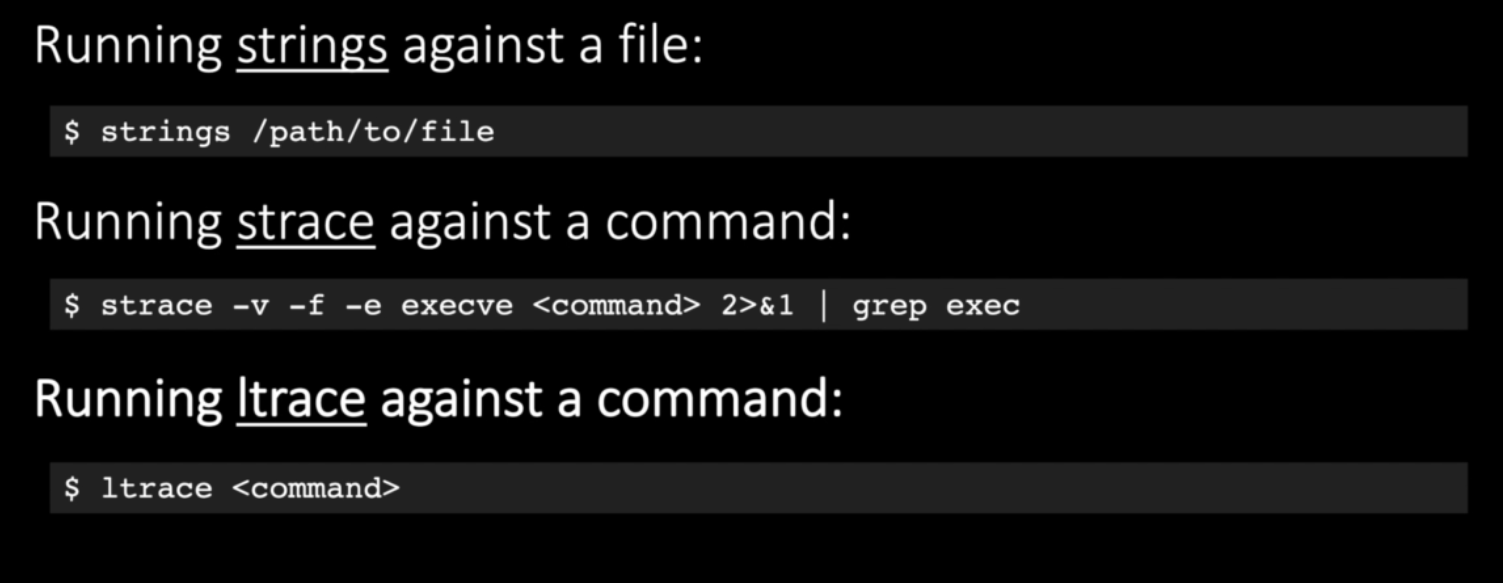 Running strings against a file:
$ strings /path/to/file
Running strace against a command:
$ strace -v -f -e execve <command> 2>&1 | grep exec
Running ltrace against a command:
$ ltrace <command>